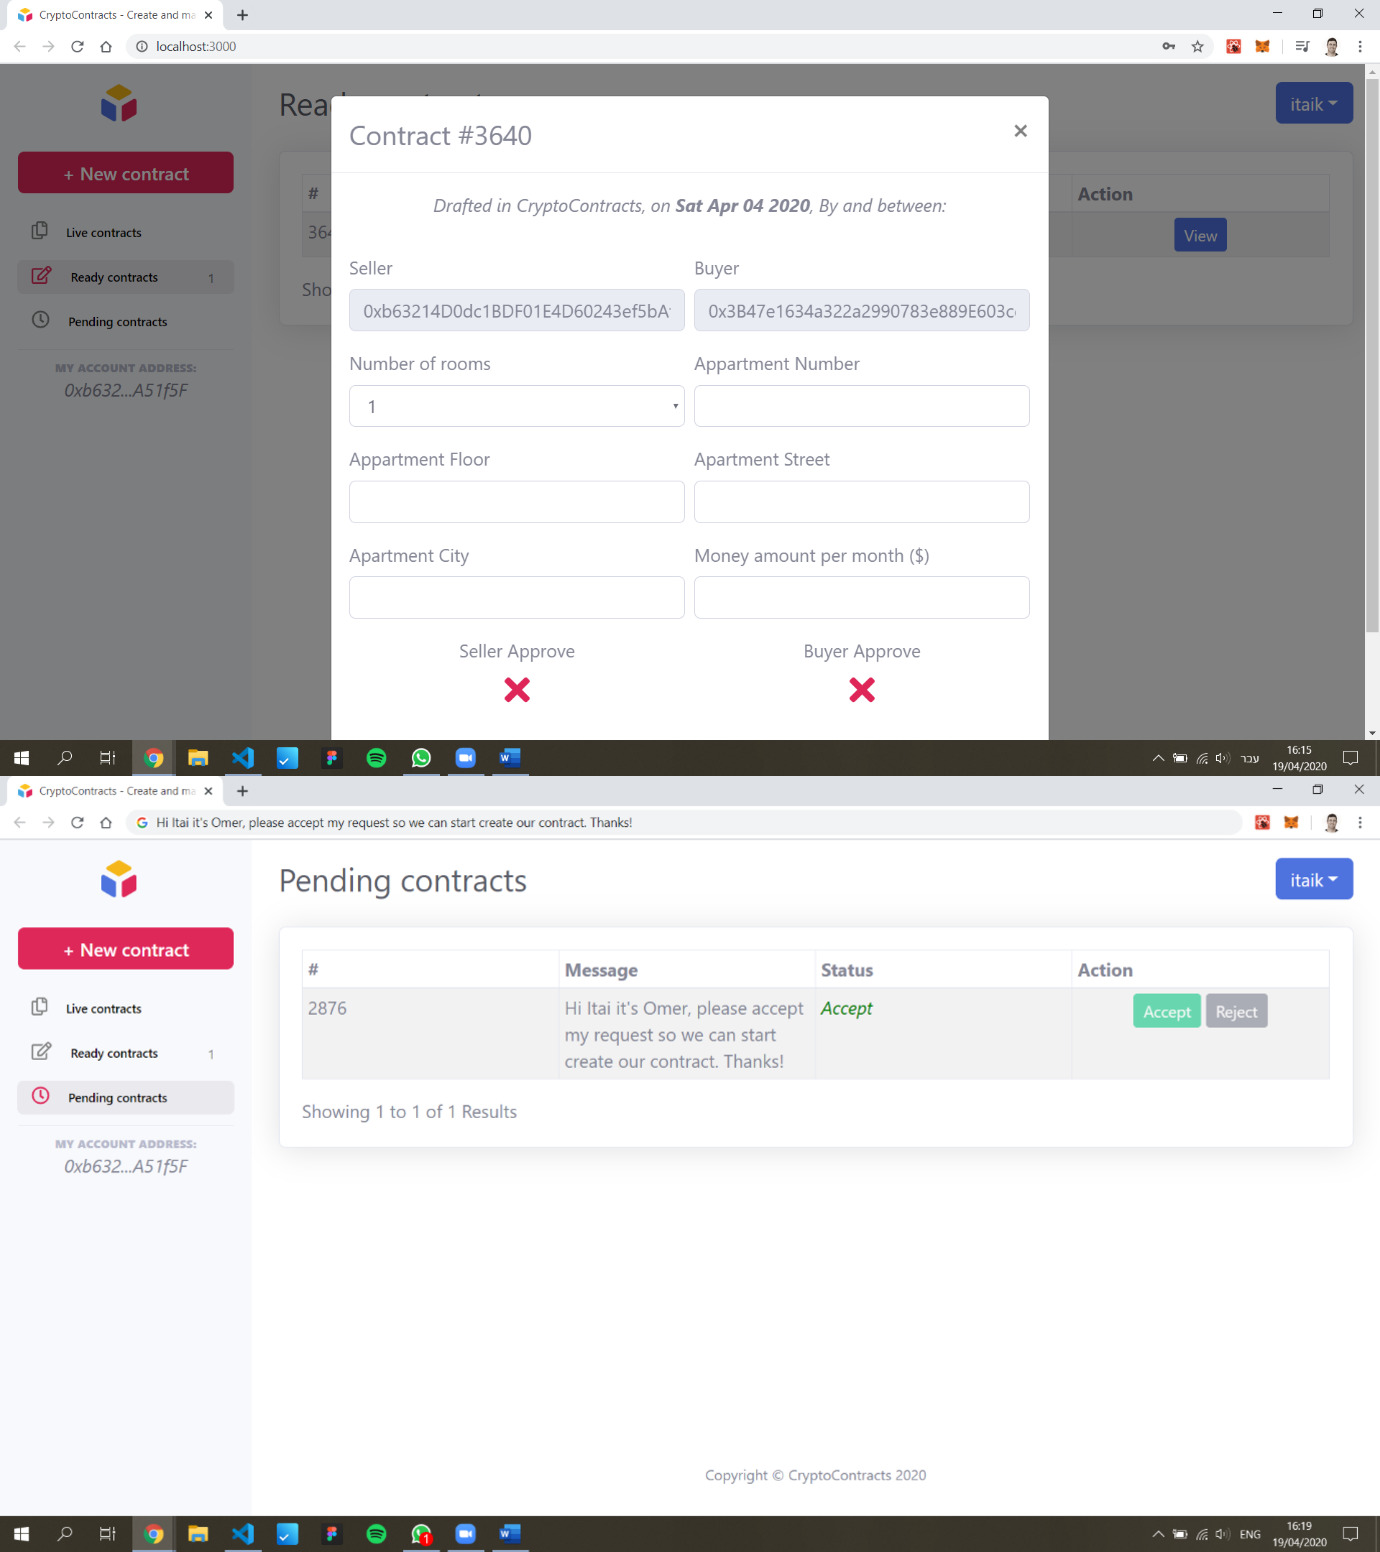 CryptoContracts - Create and ma
localhost:3000
itaik
Contract #3640
+ New contract
#
Action
Drafted in CryptoContracts, on Sat Apr 04 2020, By and between:
Live contracts
View
Seller
Buyer
Ready contracts 1
0xb63214D0dc1BDF01E4D60243ef5bA
0x3B47e1634a322a2990783e889E603c
Pending contracts
MY ACCOUNT ADDRESS:
0xb632...A51f5F
Number of rooms
Appartment Number
1
Appartment Floor
Apartment Street
Apartment City
Money amount per month ($)
Seller Approve
Buyer Approve
עבר
16:15
19/04/2020
CryptoContracts - Create and ma
Hi Itai it's Omer, please accept my request so we can start create our contract. Thanks!
Pending contracts
itaik
+ New contract
# Message Status Action
Live contracts
2876
Hi Itai it's Omer, please accept
my request so we can start
create our contract. Thanks!
Accept
Accept
Reject
Ready contracts 1
Pending contracts
Showing 1 to 1 of 1 Results
MY ACCOUNT ADDRESS:
0xb632...A51f5F
Copyright © CryptoContracts 2020
1
ENG
16:19
19/04/2020